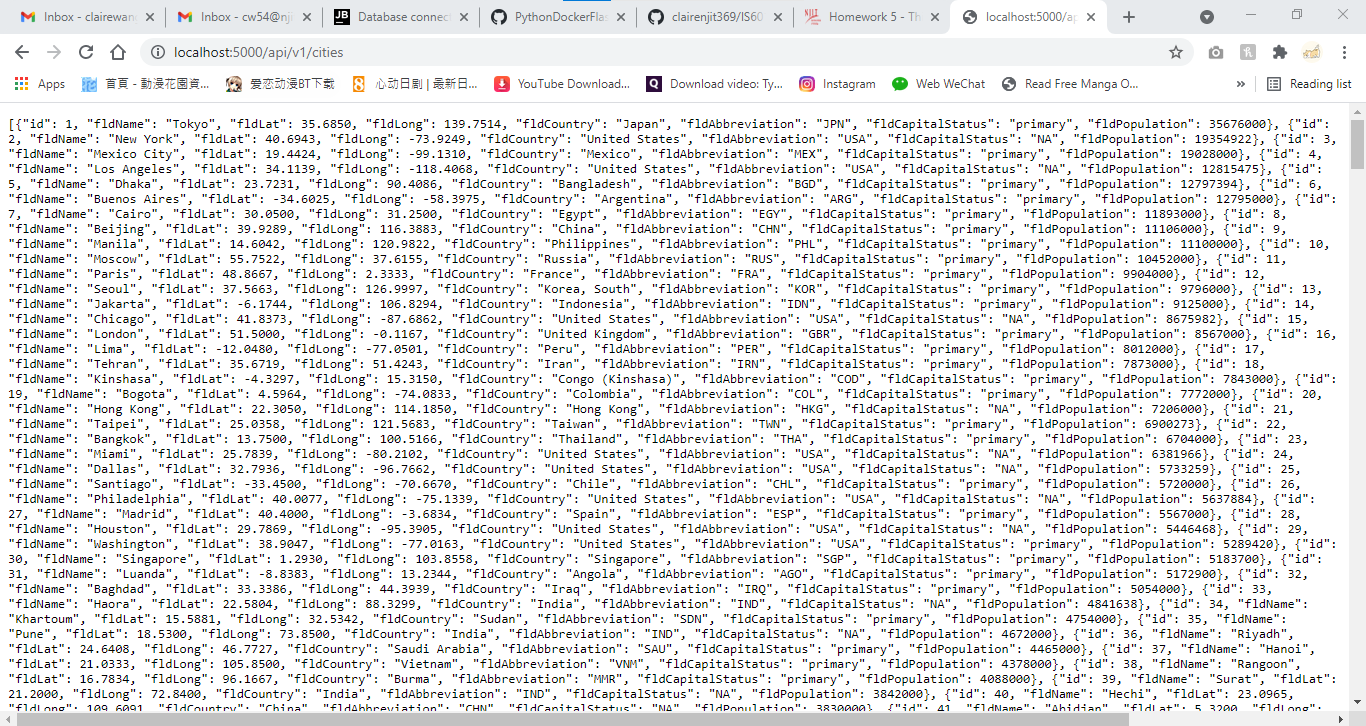 Inbox - clairewan
Inbox - cw54@nji
Database connect
PythonDockerFlas
clairenjit369/IS60
Homework 5 - Th
localhost:5000/ap
localhost:5000/api/v1/cities
Apps
首頁 - 動漫花園資...
爱恋动漫BT下载
心动日剧 | 最新日...
YouTube Download...
Download video: Ty...
Instagram
Web WeChat
Read Free Manga O...
»
Reading list
[{"id": 1, "fldName": "Tokyo", "fldLat": 35.6850, "fldLong": 139.7514, "fldCountry": "Japan", "fldAbbreviation": "JPN", "fldCapitalStatus": "primary", "fldPopulation": 35676000}, {"id":
2, "fldName": "New York", "fldLat": 40.6943, "fldLong": -73.9249, "fldCountry": "United States", "fldAbbreviation": "USA", "fldCapitalStatus": "NA", "fldPopulation": 19354922}, {"id": 3,
"fldName": "Mexico City", "fldLat": 19.4424, "fldLong": -99.1310, "fldCountry": "Mexico", "fldAbbreviation": "MEX", "fldCapitalStatus": "primary", "fldPopulation": 19028000}, {"id": 4,
"fldName": "Los Angeles", "fldLat": 34.1139, "fldLong": -118.4068, "fldCountry": "United States", "fldAbbreviation": "USA", "fldCapitalStatus": "NA", "fldPopulation": 12815475}, {"id":
5, "fldName": "Dhaka", "fldLat": 23.7231, "fldLong": 90.4086, "fldCountry": "Bangladesh", "fldAbbreviation": "BGD", "fldCapitalStatus": "primary", "fldPopulation": 12797394}, {"id": 6,
"fldName": "Buenos Aires", "fldLat": -34.6025, "fldLong": -58.3975, "fldCountry": "Argentina", "fldAbbreviation": "ARG", "fldCapitalStatus": "primary", "fldPopulation": 12795000}, {"id":
7, "fldName": "Cairo", "fldLat": 30.0500, "fldLong": 31.2500, "fldCountry": "Egypt", "fldAbbreviation": "EGY", "fldCapitalStatus": "primary", "fldPopulation": 11893000}, {"id": 8,
"fldName": "Beijing", "fldLat": 39.9289, "fldLong": 116.3883, "fldCountry": "China", "fldAbbreviation": "CHN", "fldCapitalStatus": "primary", "fldPopulation": 11106000}, {"id": 9,
"fldName": "Manila", "fldLat": 14.6042, "fldLong": 120.9822, "fldCountry": "Philippines", "fldAbbreviation": "PHL", "fldCapitalStatus": "primary", "fldPopulation": 11100000}, {"id": 10,
"fldName": "Moscow", "fldLat": 55.7522, "fldLong": 37.6155, "fldCountry": "Russia", "fldAbbreviation": "RUS", "fldCapitalStatus": "primary", "fldPopulation": 10452000}, {"id": 11,
"fldName": "Paris", "fldLat": 48.8667, "fldLong": 2.3333, "fldCountry": "France", "fldAbbreviation": "FRA", "fldCapitalStatus": "primary", "fldPopulation": 9904000}, {"id": 12,
"fldName": "Seoul", "fldLat": 37.5663, "fldLong": 126.9997, "fldCountry": "Korea, South", "fldAbbreviation": "KOR", "fldCapitalStatus": "primary", "fldPopulation": 9796000}, {"id": 13,
"fldName": "Jakarta", "fldLat": -6.1744, "fldLong": 106.8294, "fldCountry": "Indonesia", "fldAbbreviation": "IDN", "fldCapitalStatus": "primary", "fldPopulation": 9125000}, {"id": 14,
"fldName": "Chicago", "fldLat": 41.8373, "fldLong": -87.6862, "fldCountry": "United States", "fldAbbreviation": "USA", "fldCapitalStatus": "NA", "fldPopulation": 8675982}, {"id": 15,
"fldName": "London", "fldLat": 51.5000, "fldLong": -0.1167, "fldCountry": "United Kingdom", "fldAbbreviation": "GBR", "fldCapitalStatus": "primary", "fldPopulation": 8567000}, {"id": 16,
"fldName": "Lima", "fldLat": -12.0480, "fldLong": -77.0501, "fldCountry": "Peru", "fldAbbreviation": "PER", "fldCapitalStatus": "primary", "fldPopulation": 8012000}, {"id": 17,
"fldName": "Tehran", "fldLat": 35.6719, "fldLong": 51.4243, "fldCountry": "Iran", "fldAbbreviation": "IRN", "fldCapitalStatus": "primary", "fldPopulation": 7873000}, {"id": 18,
"fldName": "Kinshasa", "fldLat": -4.3297, "fldLong": 15.3150, "fldCountry": "Congo (Kinshasa)", "fldAbbreviation": "COD", "fldCapitalStatus": "primary", "fldPopulation": 7843000}, {"id":
19, "fldName": "Bogota", "fldLat": 4.5964, "fldLong": -74.0833, "fldCountry": "Colombia", "fldAbbreviation": "COL", "fldCapitalStatus": "primary", "fldPopulation": 7772000}, {"id": 20,
"fldName": "Hong Kong", "fldLat": 22.3050, "fldLong": 114.1850, "fldCountry": "Hong Kong", "fldAbbreviation": "HKG", "fldCapitalStatus": "NA", "fldPopulation": 7206000}, {"id": 21,
"fldName": "Taipei", "fldLat": 25.0358, "fldLong": 121.5683, "fldCountry": "Taiwan", "fldAbbreviation": "TWN", "fldCapitalStatus": "primary", "fldPopulation": 6900273}, {"id": 22,
"fldName": "Bangkok", "fldLat": 13.7500, "fldLong": 100.5166, "fldCountry": "Thailand", "fldAbbreviation": "THA", "fldCapitalStatus": "primary", "fldPopulation": 6704000}, {"id": 23,
"fldName": "Miami", "fldLat": 25.7839, "fldLong": -80.2102, "fldCountry": "United States", "fldAbbreviation": "USA", "fldCapitalStatus": "NA", "fldPopulation": 6381966}, {"id": 24,
"fldName": "Dallas", "fldLat": 32.7936, "fldLong": -96.7662, "fldCountry": "United States", "fldAbbreviation": "USA", "fldCapitalStatus": "NA", "fldPopulation": 5733259}, {"id": 25,
"fldName": "Santiago", "fldLat": -33.4500, "fldLong": -70.6670, "fldCountry": "Chile", "fldAbbreviation": "CHL", "fldCapitalStatus": "primary", "fldPopulation": 5720000}, {"id": 26,
"fldName": "Philadelphia", "fldLat": 40.0077, "fldLong": -75.1339, "fldCountry": "United States", "fldAbbreviation": "USA", "fldCapitalStatus": "NA", "fldPopulation": 5637884}, {"id":
27, "fldName": "Madrid", "fldLat": 40.4000, "fldLong": -3.6834, "fldCountry": "Spain", "fldAbbreviation": "ESP", "fldCapitalStatus": "primary", "fldPopulation": 5567000}, {"id": 28,
"fldName": "Houston", "fldLat": 29.7869, "fldLong": -95.3905, "fldCountry": "United States", "fldAbbreviation": "USA", "fldCapitalStatus": "NA", "fldPopulation": 5446468}, {"id": 29,
"fldName": "Washington", "fldLat": 38.9047, "fldLong": -77.0163, "fldCountry": "United States", "fldAbbreviation": "USA", "fldCapitalStatus": "primary", "fldPopulation": 5289420}, {"id":
30, "fldName": "Singapore", "fldLat": 1.2930, "fldLong": 103.8558, "fldCountry": "Singapore", "fldAbbreviation": "SGP", "fldCapitalStatus": "primary", "fldPopulation": 5183700}, {"id":
31, "fldName": "Luanda", "fldLat": -8.8383, "fldLong": 13.2344, "fldCountry": "Angola", "fldAbbreviation": "AGO", "fldCapitalStatus": "primary", "fldPopulation": 5172900}, {"id": 32,
"fldName": "Baghdad", "fldLat": 33.3386, "fldLong": 44.3939, "fldCountry": "Iraq", "fldAbbreviation": "IRQ", "fldCapitalStatus": "primary", "fldPopulation": 5054000}, {"id": 33,
"fldName": "Haora", "fldLat": 22.5804, "fldLong": 88.3299, "fldCountry": "India", "fldAbbreviation": "IND", "fldCapitalStatus": "NA", "fldPopulation": 4841638}, {"id": 34, "fldName":
"Khartoum", "fldLat": 15.5881, "fldLong": 32.5342, "fldCountry": "Sudan", "fldAbbreviation": "SDN", "fldCapitalStatus": "primary", "fldPopulation": 4754000}, {"id": 35, "fldName":
"Pune", "fldLat": 18.5300, "fldLong": 73.8500, "fldCountry": "India", "fldAbbreviation": "IND", "fldCapitalStatus": "NA", "fldPopulation": 4672000}, {"id": 36, "fldName": "Riyadh",
"fldLat": 24.6408, "fldLong": 46.7727, "fldCountry": "Saudi Arabia", "fldAbbreviation": "SAU", "fldCapitalStatus": "primary", "fldPopulation": 4465000}, {"id": 37, "fldName": "Hanoi",
"fldLat": 21.0333, "fldLong": 105.8500, "fldCountry": "Vietnam", "fldAbbreviation": "VNM", "fldCapitalStatus": "primary", "fldPopulation": 4378000}, {"id": 38, "fldName": "Rangoon",
"fldLat": 16.7834, "fldLong": 96.1667, "fldCountry": "Burma", "fldAbbreviation": "MMR", "fldCapitalStatus": "primary", "fldPopulation": 4088000}, {"id": 39, "fldName": "Surat", "fldLat":
21.2000, "fldLong": 72.8400, "fldCountry": "India", "fldAbbreviation": "IND", "fldCapitalStatus": "NA", "fldPopulation": 3842000}, {"id": 40, "fldName": "Hechi", "fldLat": 23.0965,
"fldLong": 109.6091, "fldCountry": "China", "fldAbbreviation": "CHN", "fldCapitalStatus": "NA", "fldPopulation": 3830000}, {"id": 41, "fldName": "Abidjan", "fldLat": 5.3200, "fldLong":